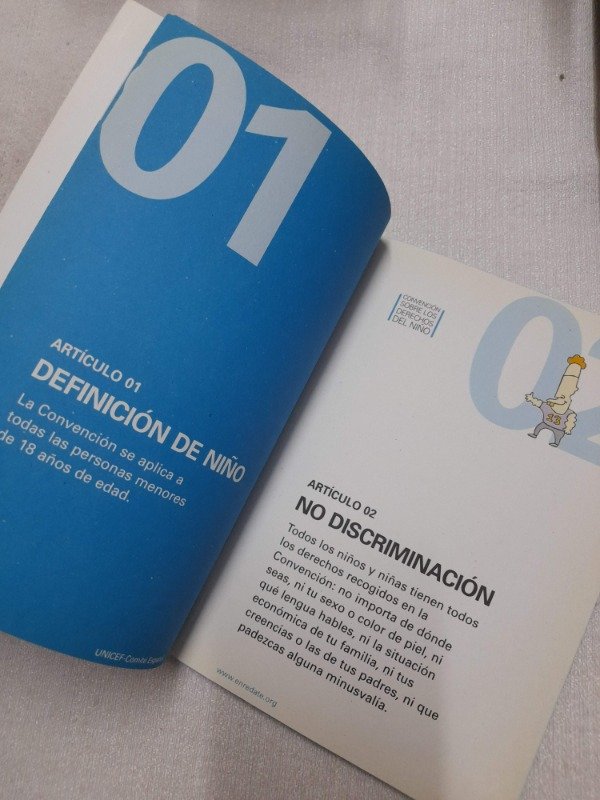 01
ARTÍCULO 01
DEFINICIÓN DE NIÑO
La Convención se aplica a
todas las personas menores
de 18 años de edad.
UNICEF-Comité
CONVENCIÓN
SOBRE LOS
DERECHOS
DEL NIÑO
02
ARTÍCULO 02
NO DISCRIMINACIÓN
Todos los niños y niñas tienen todos
los derechos recogidos en la
Convención: no importa de dónde
seas, ni tu sexo o color de piel, ni
qué lengua hables, ni la situación
económica de tu familia, ni tus
creencias o las de tus padres, ni que
padezcas alguna minusvalía.
www.enredate.org